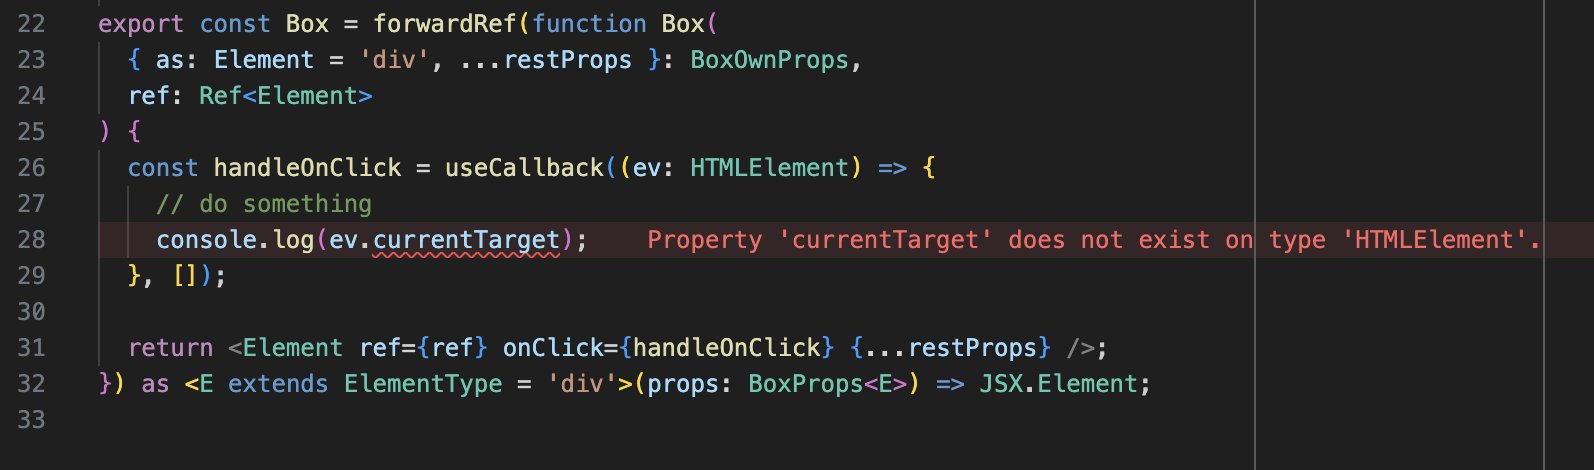 22 export const Box = forwardRef(function Box(
23 { as: Element = 'div', ...restProps }: BoxOwnProps,
24 ref: Ref<Element>
25 ) {
26 const handleOnClick = useCallback((ev: HTMLElement) => {
27 // do something
28 console.log(ev.currentTarget); Property 'currentTarget' does not exist on type 'HTMLElement'.
29 }, []);
30
31 return <Element ref={ref} onClick={handleOnClick} {...restProps} />;
32 }) as <E extends ElementType = 'div'>(props: BoxProps<E>) => JSX.Element;
33